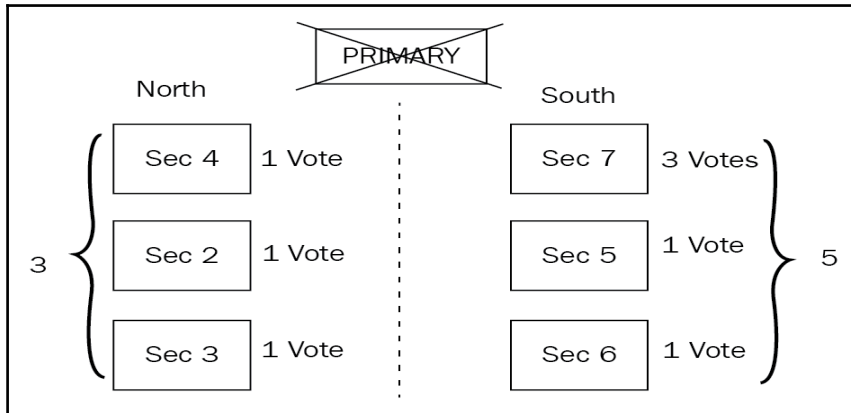 PRIMARY
North
South
Sec 4 1 Vote
Sec 7 3 Votes
Sec 2 1 Vote
Sec 5 1 Vote
3
5
Sec 3 1 Vote
Sec 6 1 Vote